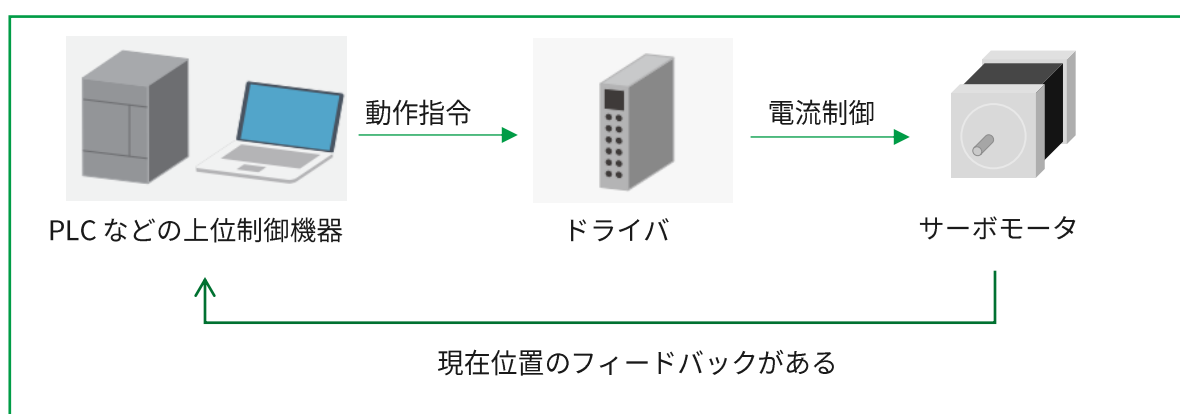 動作指令
電流制御
PLC などの上位制御機器
ドライバ
サーボモータ
現在位置のフィードバックがある